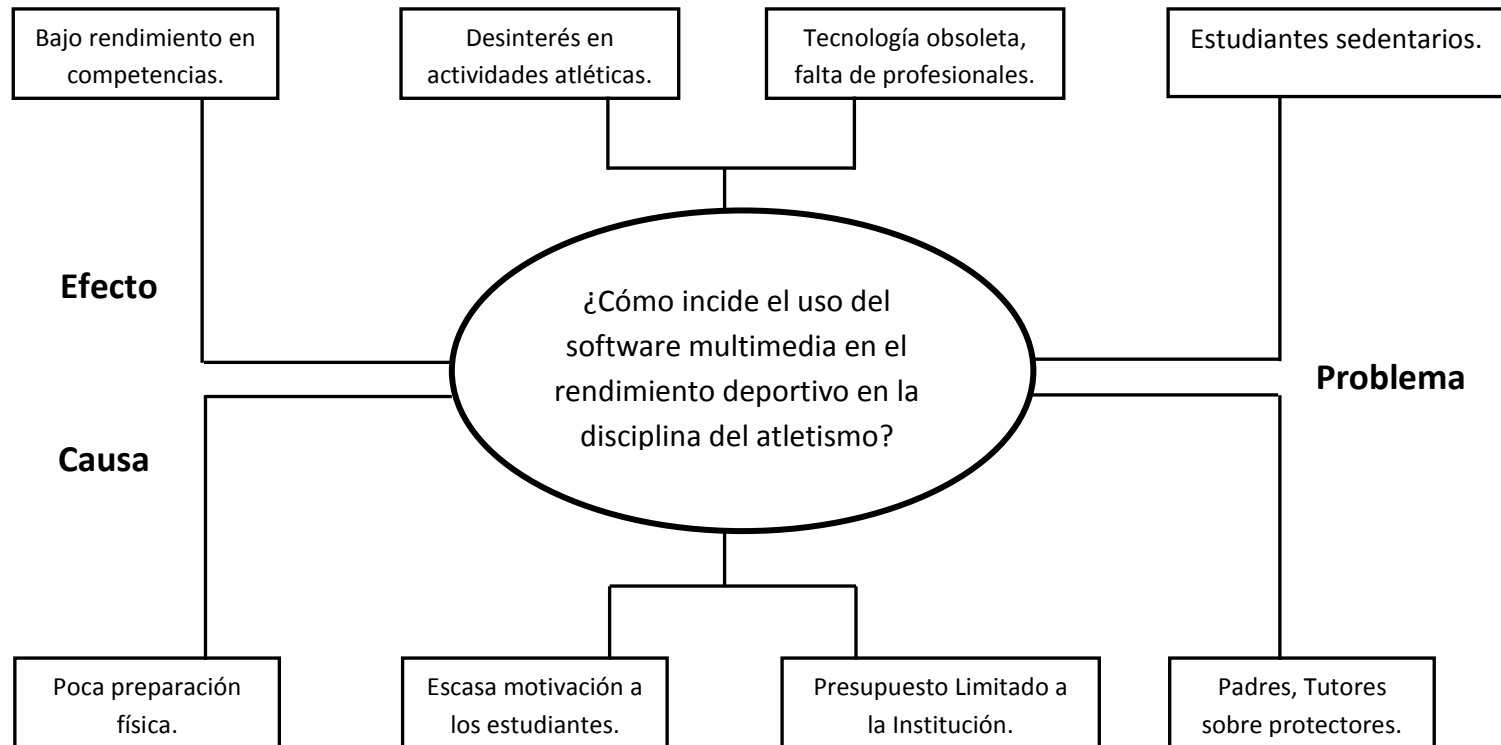 Bajo rendimiento en
competencias.
Desinterés en
actividades atléticas.
Tecnología obsoleta,
falta de profesionales.
Estudiantes sedentarios.
Efecto
¿Cómo incide el uso del
software multimedia en el
rendimiento deportivo en la
disciplina del atletismo?
Problema
Causa
Poca preparación
física.
Escasa motivación a
los estudiantes.
Presupuesto Limitado a
la Institución.
Padres, Tutores
sobre protectores.